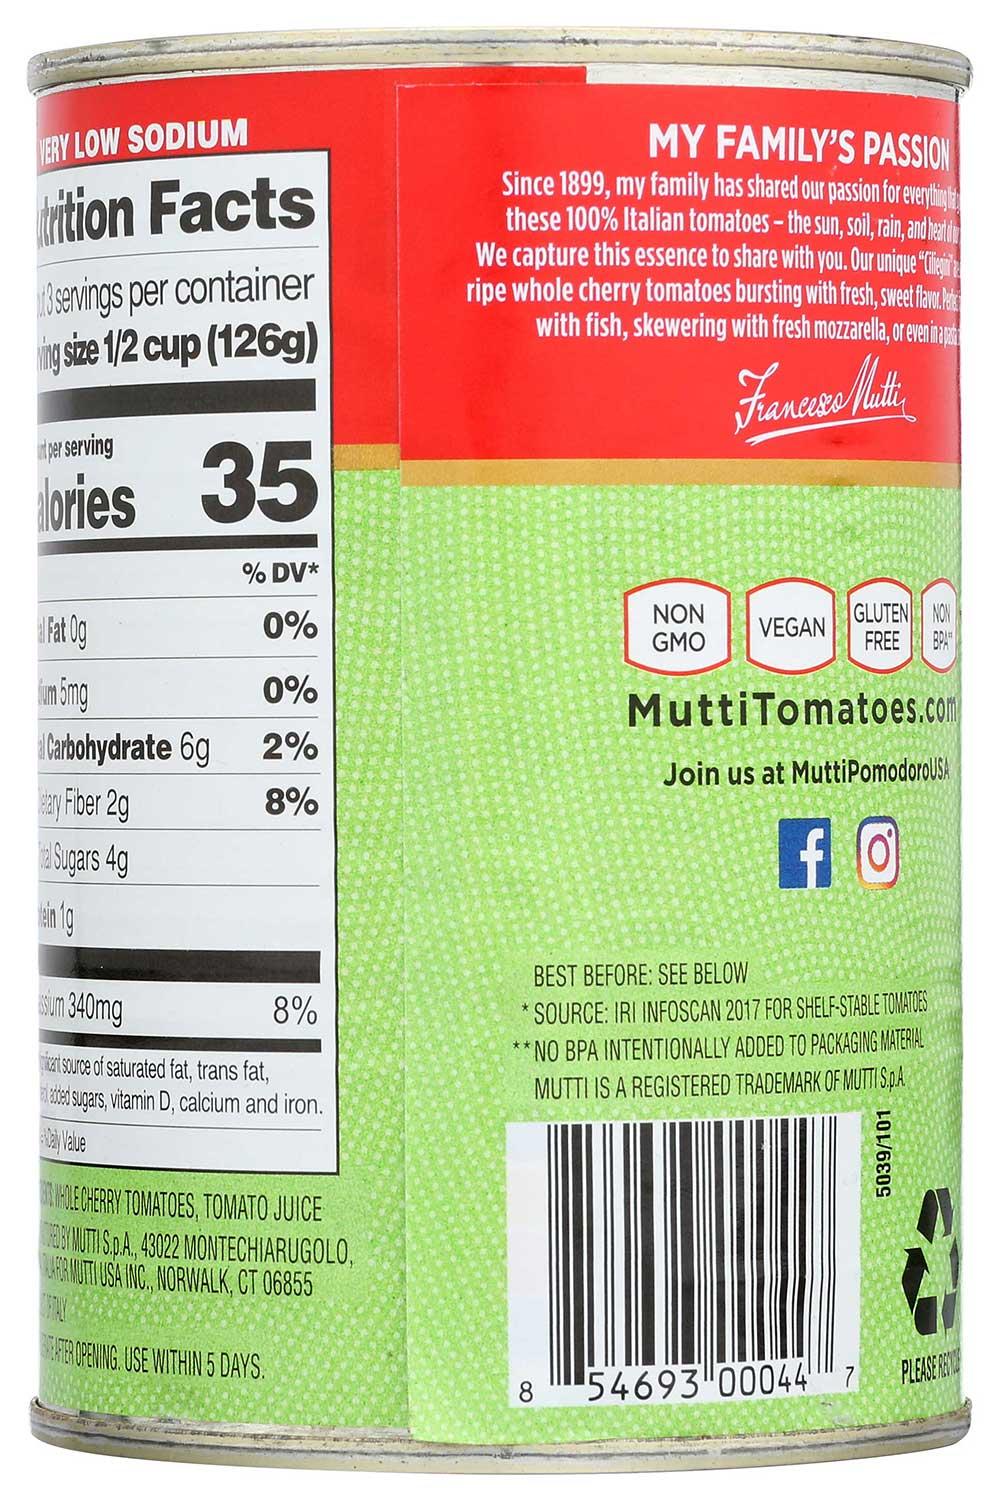 VERY LOW SODIUM
Facts
3 servings per container
size 1/2 cup (126g)
per serving
35
% DV*
Fat 0g 0%
5mg 0%
Carbohydrate 6g 2%
Fiber 2g 8%
Sugars 4g
1g
340mg 8%
source of saturated fat, trans fat,
added sugars, vitamin D, calcium and iron.
%Daily Value
WHOLE CHERRY TOMATOES, TOMATO JUICE
BY MUTTI S.p.A., 43022 MONTECHIARUGOLO,
FOR MUTTI USA INC., NORWALK, CT 06855
OF ITALY
AFTER OPENING. USE WITHIN 5 DAYS.
MY FAMILY'S PASSION
Since 1899, my family has shared our passion for everything that
these 100% Italian tomatoes – the sun, soil, rain, and heart of
We capture this essence to share with you. Our unique "Ciliegini"
ripe whole cherry tomatoes bursting with fresh, sweet flavor.
with fish, skewering with fresh mozzarella, or even in a pasta
Francesco Mutti
NON
GMO
VEGAN
GLUTEN
FREE
NON
BPA**
MuttiTomatoes.com
Join us at MuttiPomodoroUSA
f
BEST BEFORE: SEE BELOW
* SOURCE: IRI INFOSCAN 2017 FOR SHELF-STABLE TOMATOES
** NO BPA INTENTIONALLY ADDED TO PACKAGING MATERIAL
MUTTI IS A REGISTERED TRADEMARK OF MUTTI S.p.A.
5039/101
8 54693 00044 7
PLEASE